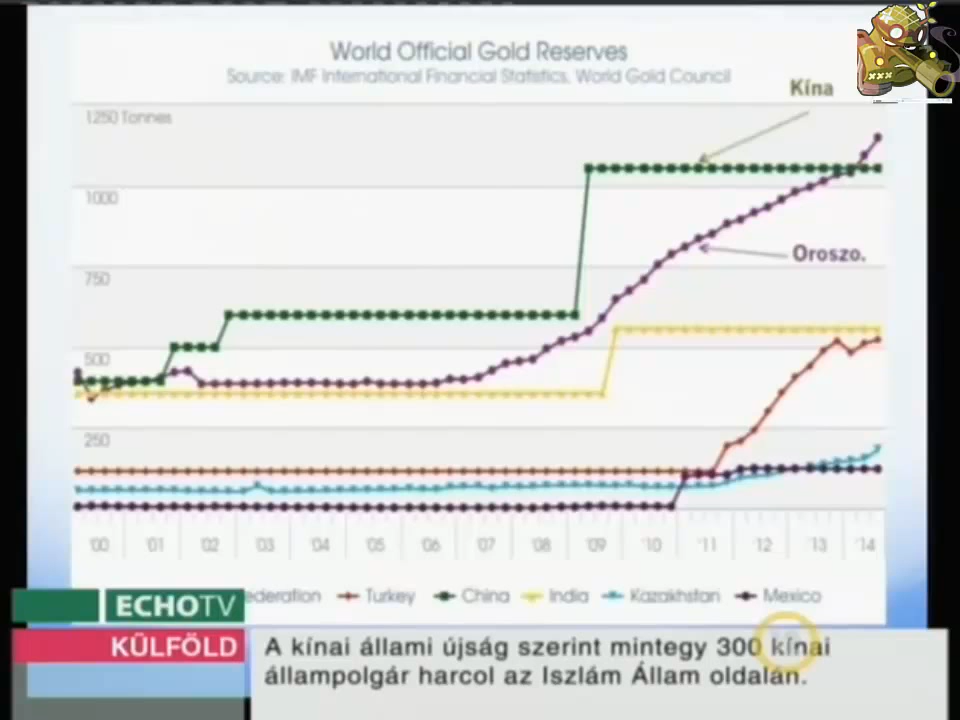 World Official Gold Reserves
Source: IMF International Financial Statistics, World Gold Council
Kína
1250 Tonnes
1000
750
Oroszo.
500
250
'00 '01 '02 '03 '04 '05 '06 '07 '08 '09 '10 '11 '12 '13 '14
ederation Turkey China India Kazakhstan Mexico
ECHOTV
KÜLFÖLD
A kínai állami újság szerint mintegy 300 kínai
állampolgár harcol az Iszlám Állam oldalán.